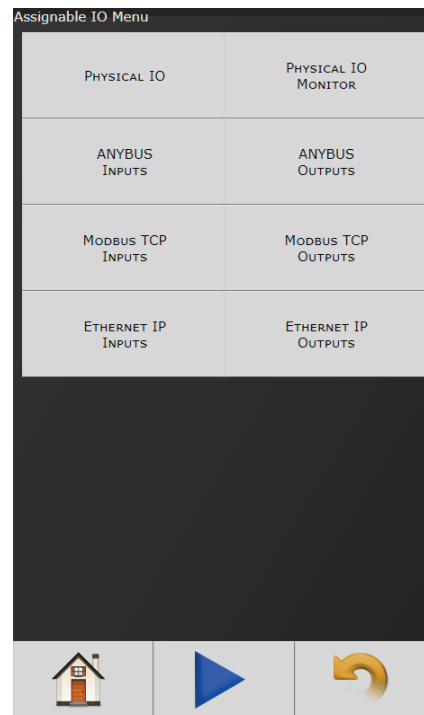 Assignable IO Menu
Physical IO
Physical IO
Monitor
ANYBUS
Inputs
ANYBUS
Outputs
Modbus TCP
Inputs
Modbus TCP
Outputs
Ethernet IP
Inputs
Ethernet IP
Outputs